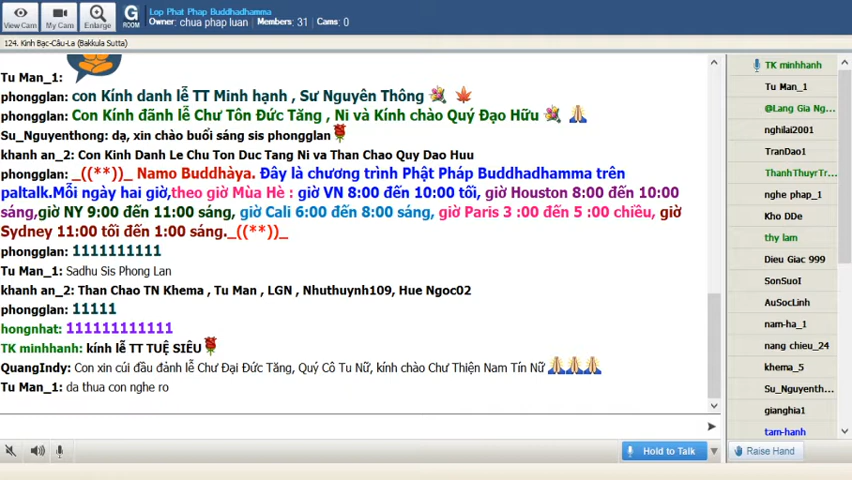 View Cam
My Cam
Enlarge
G
ROOM
Lop Phat Phap Buddhadhamma
Owner: chua phap luan Members: 31 Cams: 0
124. Kinh Bạc-Câu-La (Bakkula Sutta)
Tu Man_1:
phongglan: con Kính danh lễ TT Minh hạnh , Sư Nguyên Thông
phongglan: Con Kính đãnh lễ Chư Tôn Đức Tăng , Ni và Kính chào Quý Đạo Hữu
Su_Nguyenthong: dạ, xin chào buổi sáng sis phongglan
khanh an_2: Con Kinh Danh Le Chu Ton Duc Tang Ni va Than Chao Quy Dao Huu
phongglan: _((**))_ Namo Buddhàya. Đây là chương trình Phật Pháp Buddhadhamma trên
paltalk.Mỗi ngày hai giờ,theo giờ Mùa Hè : giờ VN 8:00 đến 10:00 tối, giờ Houston 8:00 đến 10:00
sáng,giờ NY 9:00 đến 11:00 sáng, giờ Cali 6:00 đến 8:00 sáng, giờ Paris 3 :00 đến 5 :00 chiều, giờ
Sydney 11:00 tối đến 1:00 sáng._((**))_
phongglan: 1111111111
Tu Man_1: Sadhu Sis Phong Lan
khanh an_2: Than Chao TN Khema , Tu Man , LGN , Nhuthuynh109, Hue Ngoc02
phongglan: 11111
hongnhat: 111111111111
TK minhhanh: kính lễ TT TUỆ SIÊU
QuangIndy: Con xin cúi đầu đảnh lễ Chư Đại Đức Tăng, Quý Cô Tu Nữ, kính chào Chư Thiện Nam Tín Nữ
Tu Man_1: da thua con nghe ro
Hold to Talk
TK minhhanh
Tu Man_1
@Lang Gia Ng...
nghilai2001
TranDao1
ThanhThuyrTr...
nghe phap_1
Kho DDe
thy lam
Dieu Giac 999
SonSuoI
AuSocLinh
nam-ha_1
nang chieu_24
khema_5
Su_Nguyenth...
gianghia1
tam-hanh
Raise Hand